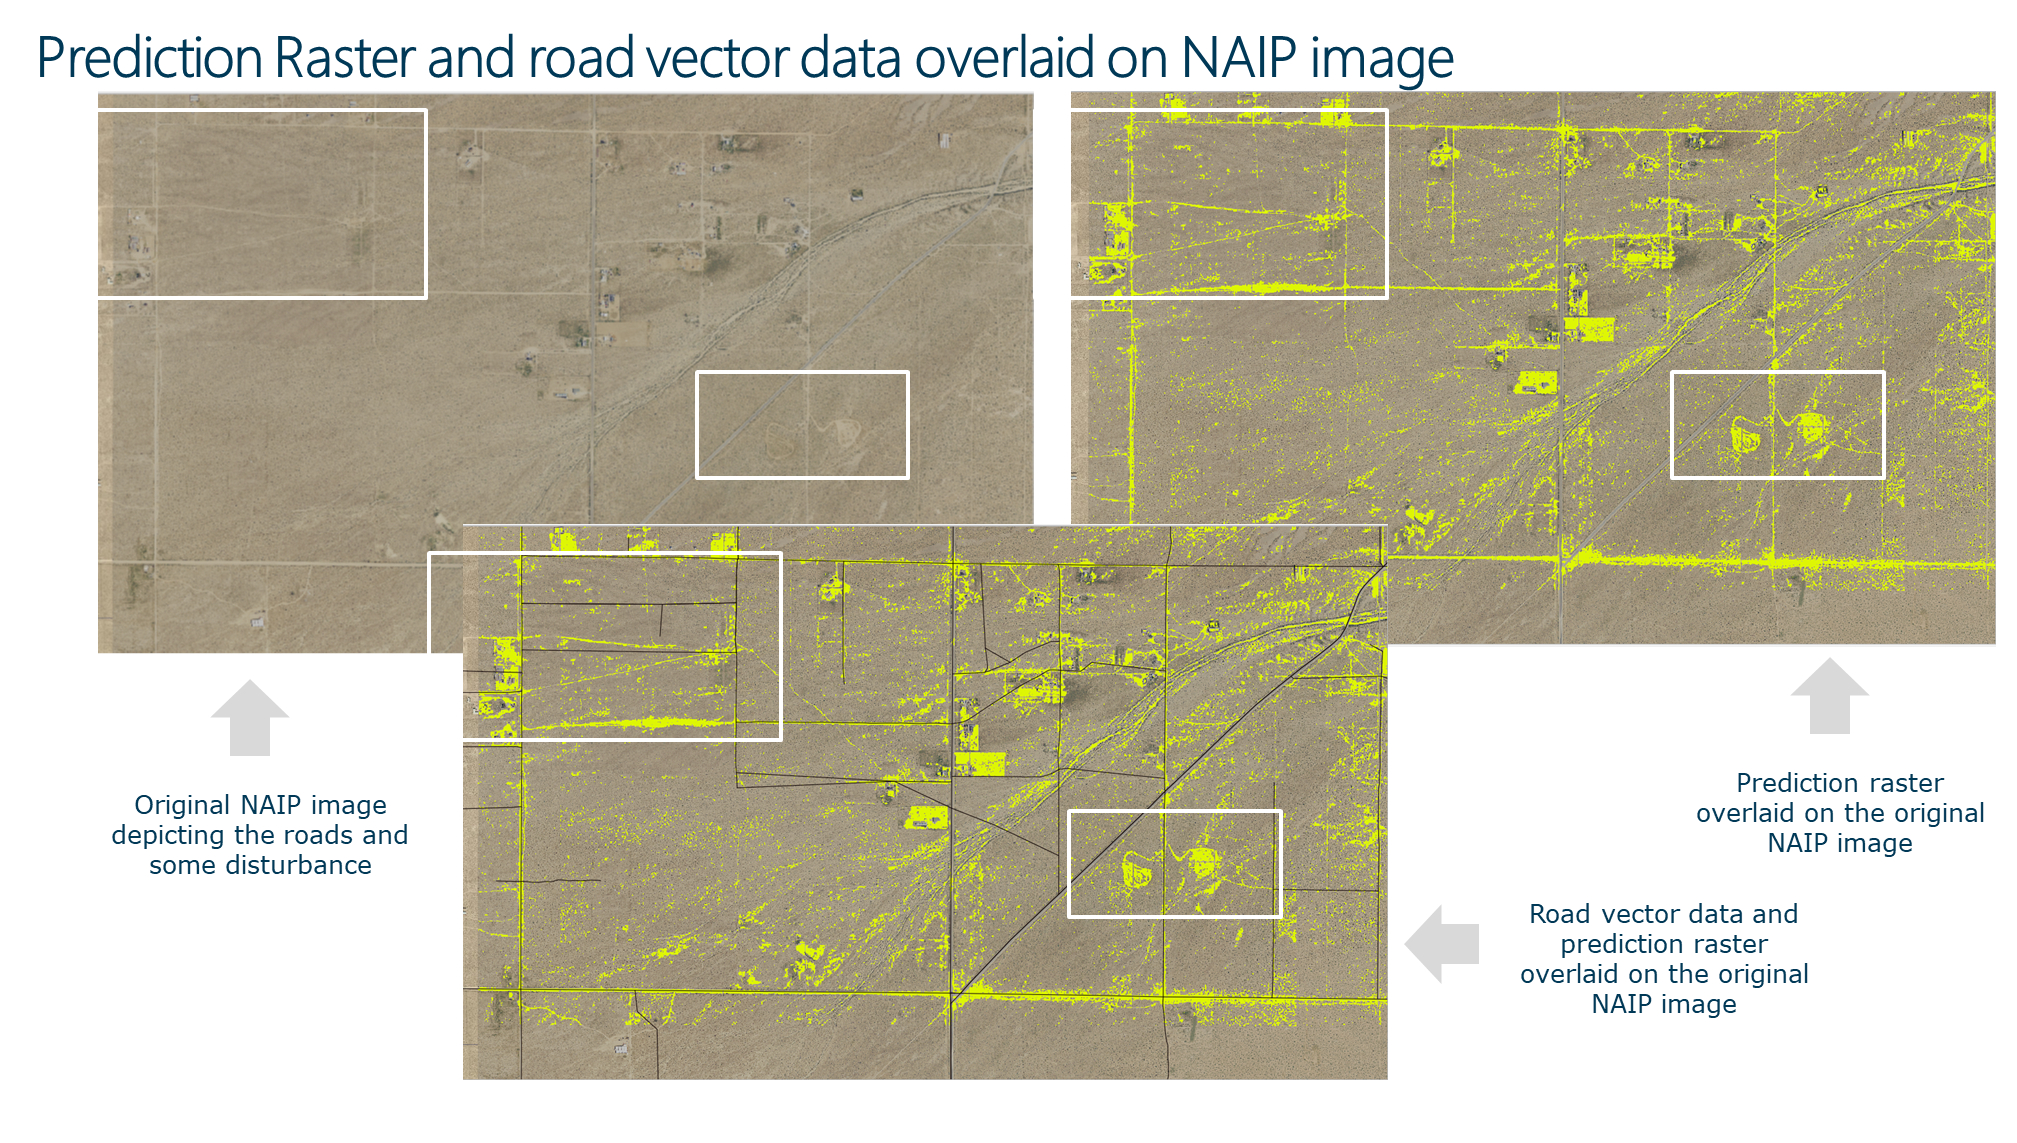 Prediction Raster and road vector data overlaid on NAIP image
Original NAIP image
depicting the roads and
some disturbance
Prediction raster
overlaid on the original
NAIP image
Road vector data and
prediction raster
overlaid on the original
NAIP image